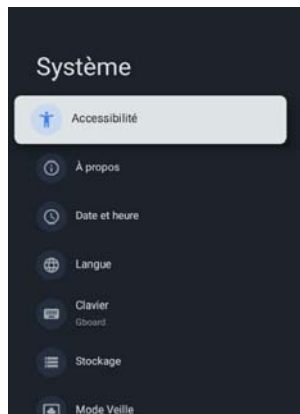 Système
Accessibilité
À propos
Date et heure
Langue
Clavier
Gboard
Stockage
Mode Veille